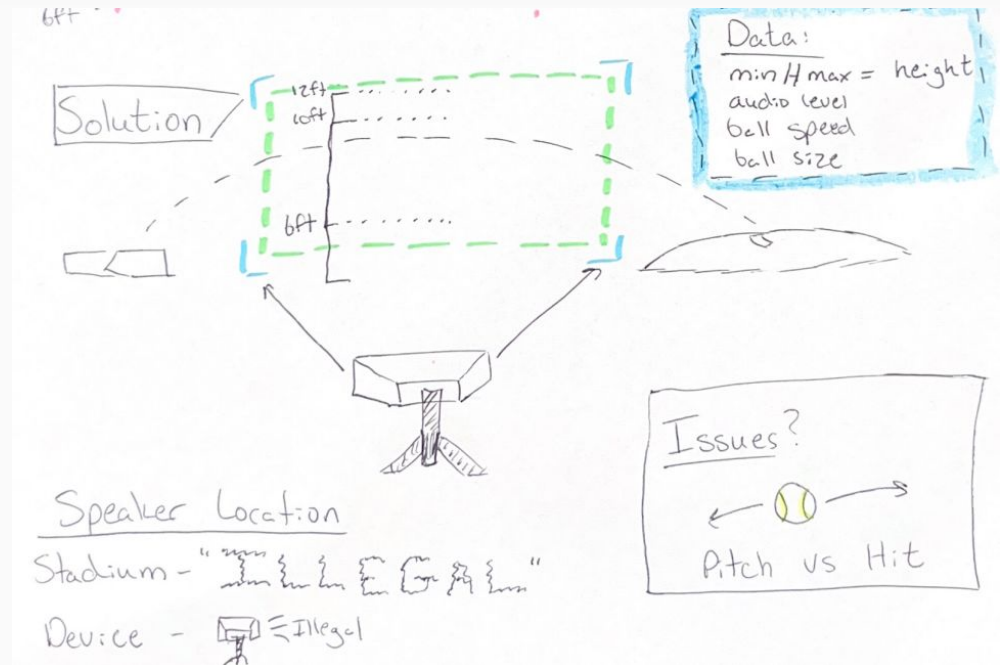 6ft
Data:
min/max = height
audio level
ball speed
ball size
Solution
12ft
10ft
6ft
Issues?
Pitch vs Hit
Speaker Location
Stadium - "ILLEGAL"
Device - Illegal